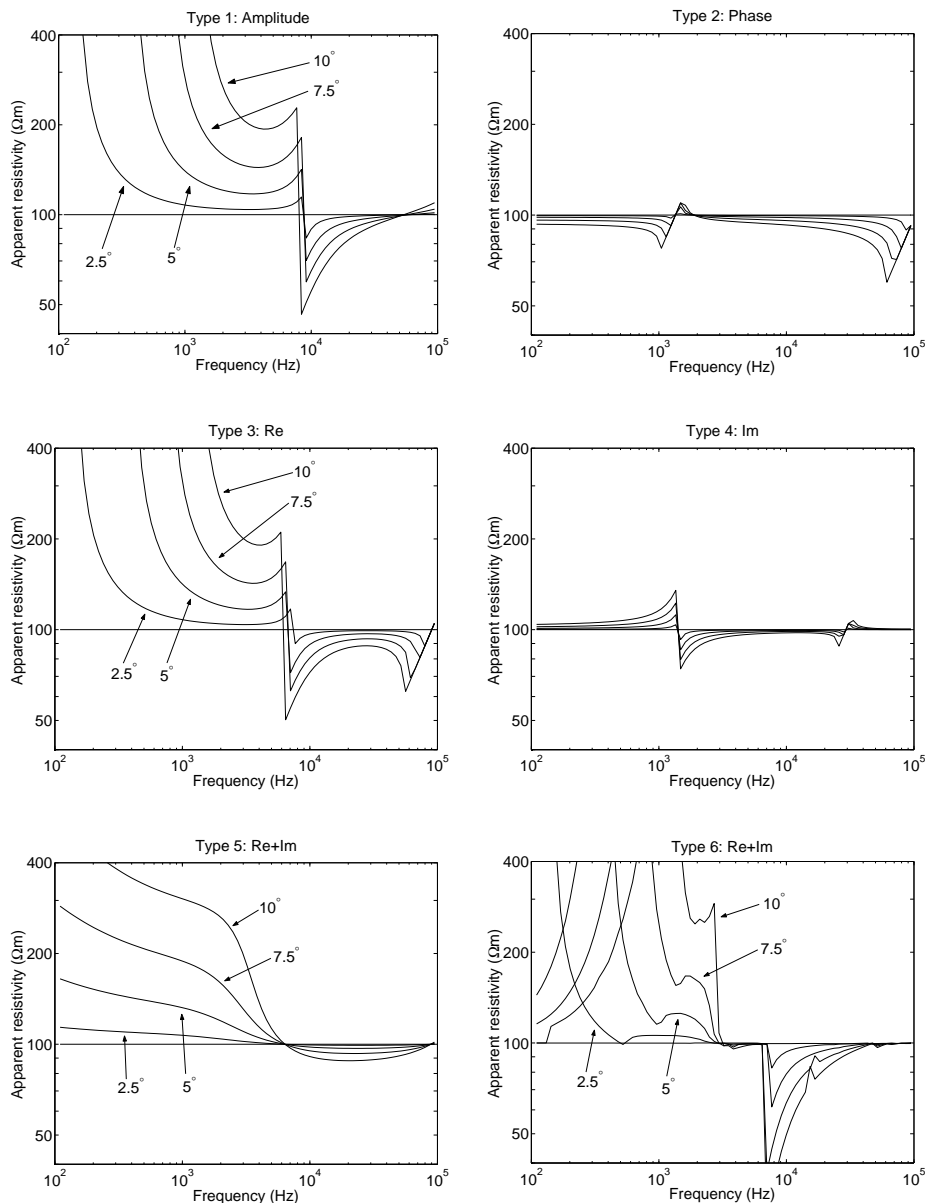 Type 1: Amplitude
400
200
100
50
Apparent resistivity (Ωm)
10°
7.5°
2.5°
5°
10² 10³ 10⁴ 10⁵
Frequency (Hz)
Type 2: Phase
400
200
100
50
Apparent resistivity (Ωm)
10² 10³ 10⁴ 10⁵
Frequency (Hz)
Type 3: Re
400
200
100
50
Apparent resistivity (Ωm)
10°
7.5°
2.5°
5°
10² 10³ 10⁴ 10⁵
Frequency (Hz)
Type 4: Im
400
200
100
50
Apparent resistivity (Ωm)
10² 10³ 10⁴ 10⁵
Frequency (Hz)
Type 5: Re+Im
400
200
100
50
Apparent resistivity (Ωm)
10°
7.5°
2.5°
5°
10² 10³ 10⁴ 10⁵
Frequency (Hz)
Type 6: Re+Im
400
200
100
50
Apparent resistivity (Ωm)
10°
7.5°
2.5°
5°
10² 10³ 10⁴ 10⁵
Frequency (Hz)